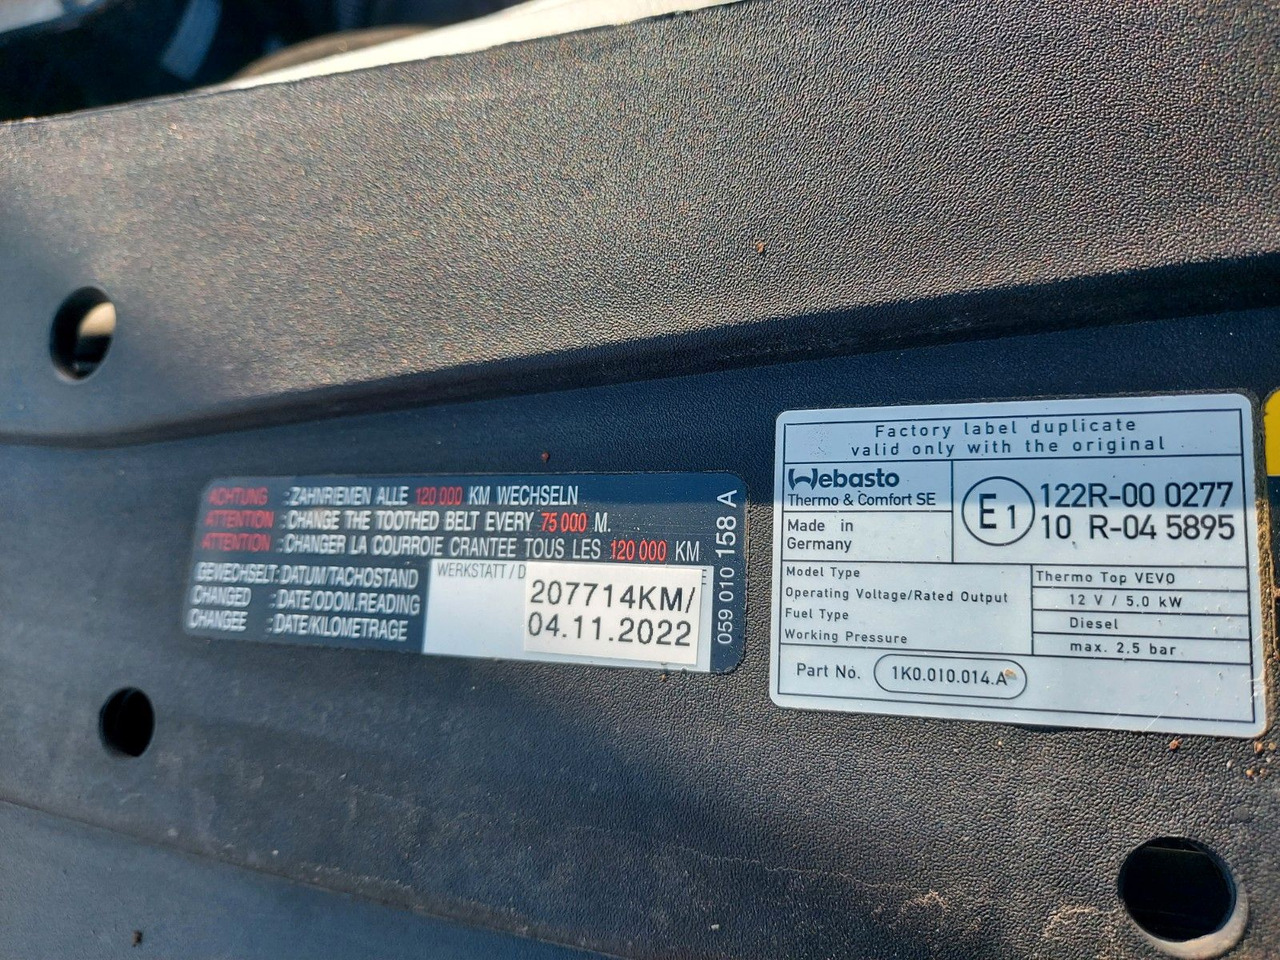 ACHTUNG :ZAHNRIEMEN ALLE 120 000 KM WECHSELN
ATTENTION :CHANGE THE TOOTHED BELT EVERY 75 000 M.
ATTENTION :CHANGER LA COURROIE CRANTEE TOUS LES 120 000 KM
GEWECHSELT:DATUM/TACHOSTAND
CHANGED :DATE/ODOM.READING
CHANGEE :DATE/KILOMETRAGE
WERKSTATT/D
207714KM/
04.11.2022
059 010 158 A
Factory label duplicate
valid only with the original
Webasto
Thermo & Comfort SE
Made in
Germany
E1
122R-00 0277
10 R-04 5895
Model Type Thermo Top VEVO
Operating Voltage/Rated Output 12 V / 5.0 kW
Fuel Type Diesel
Working Pressure max. 2.5 bar
Part No. 1K0.010.014.A